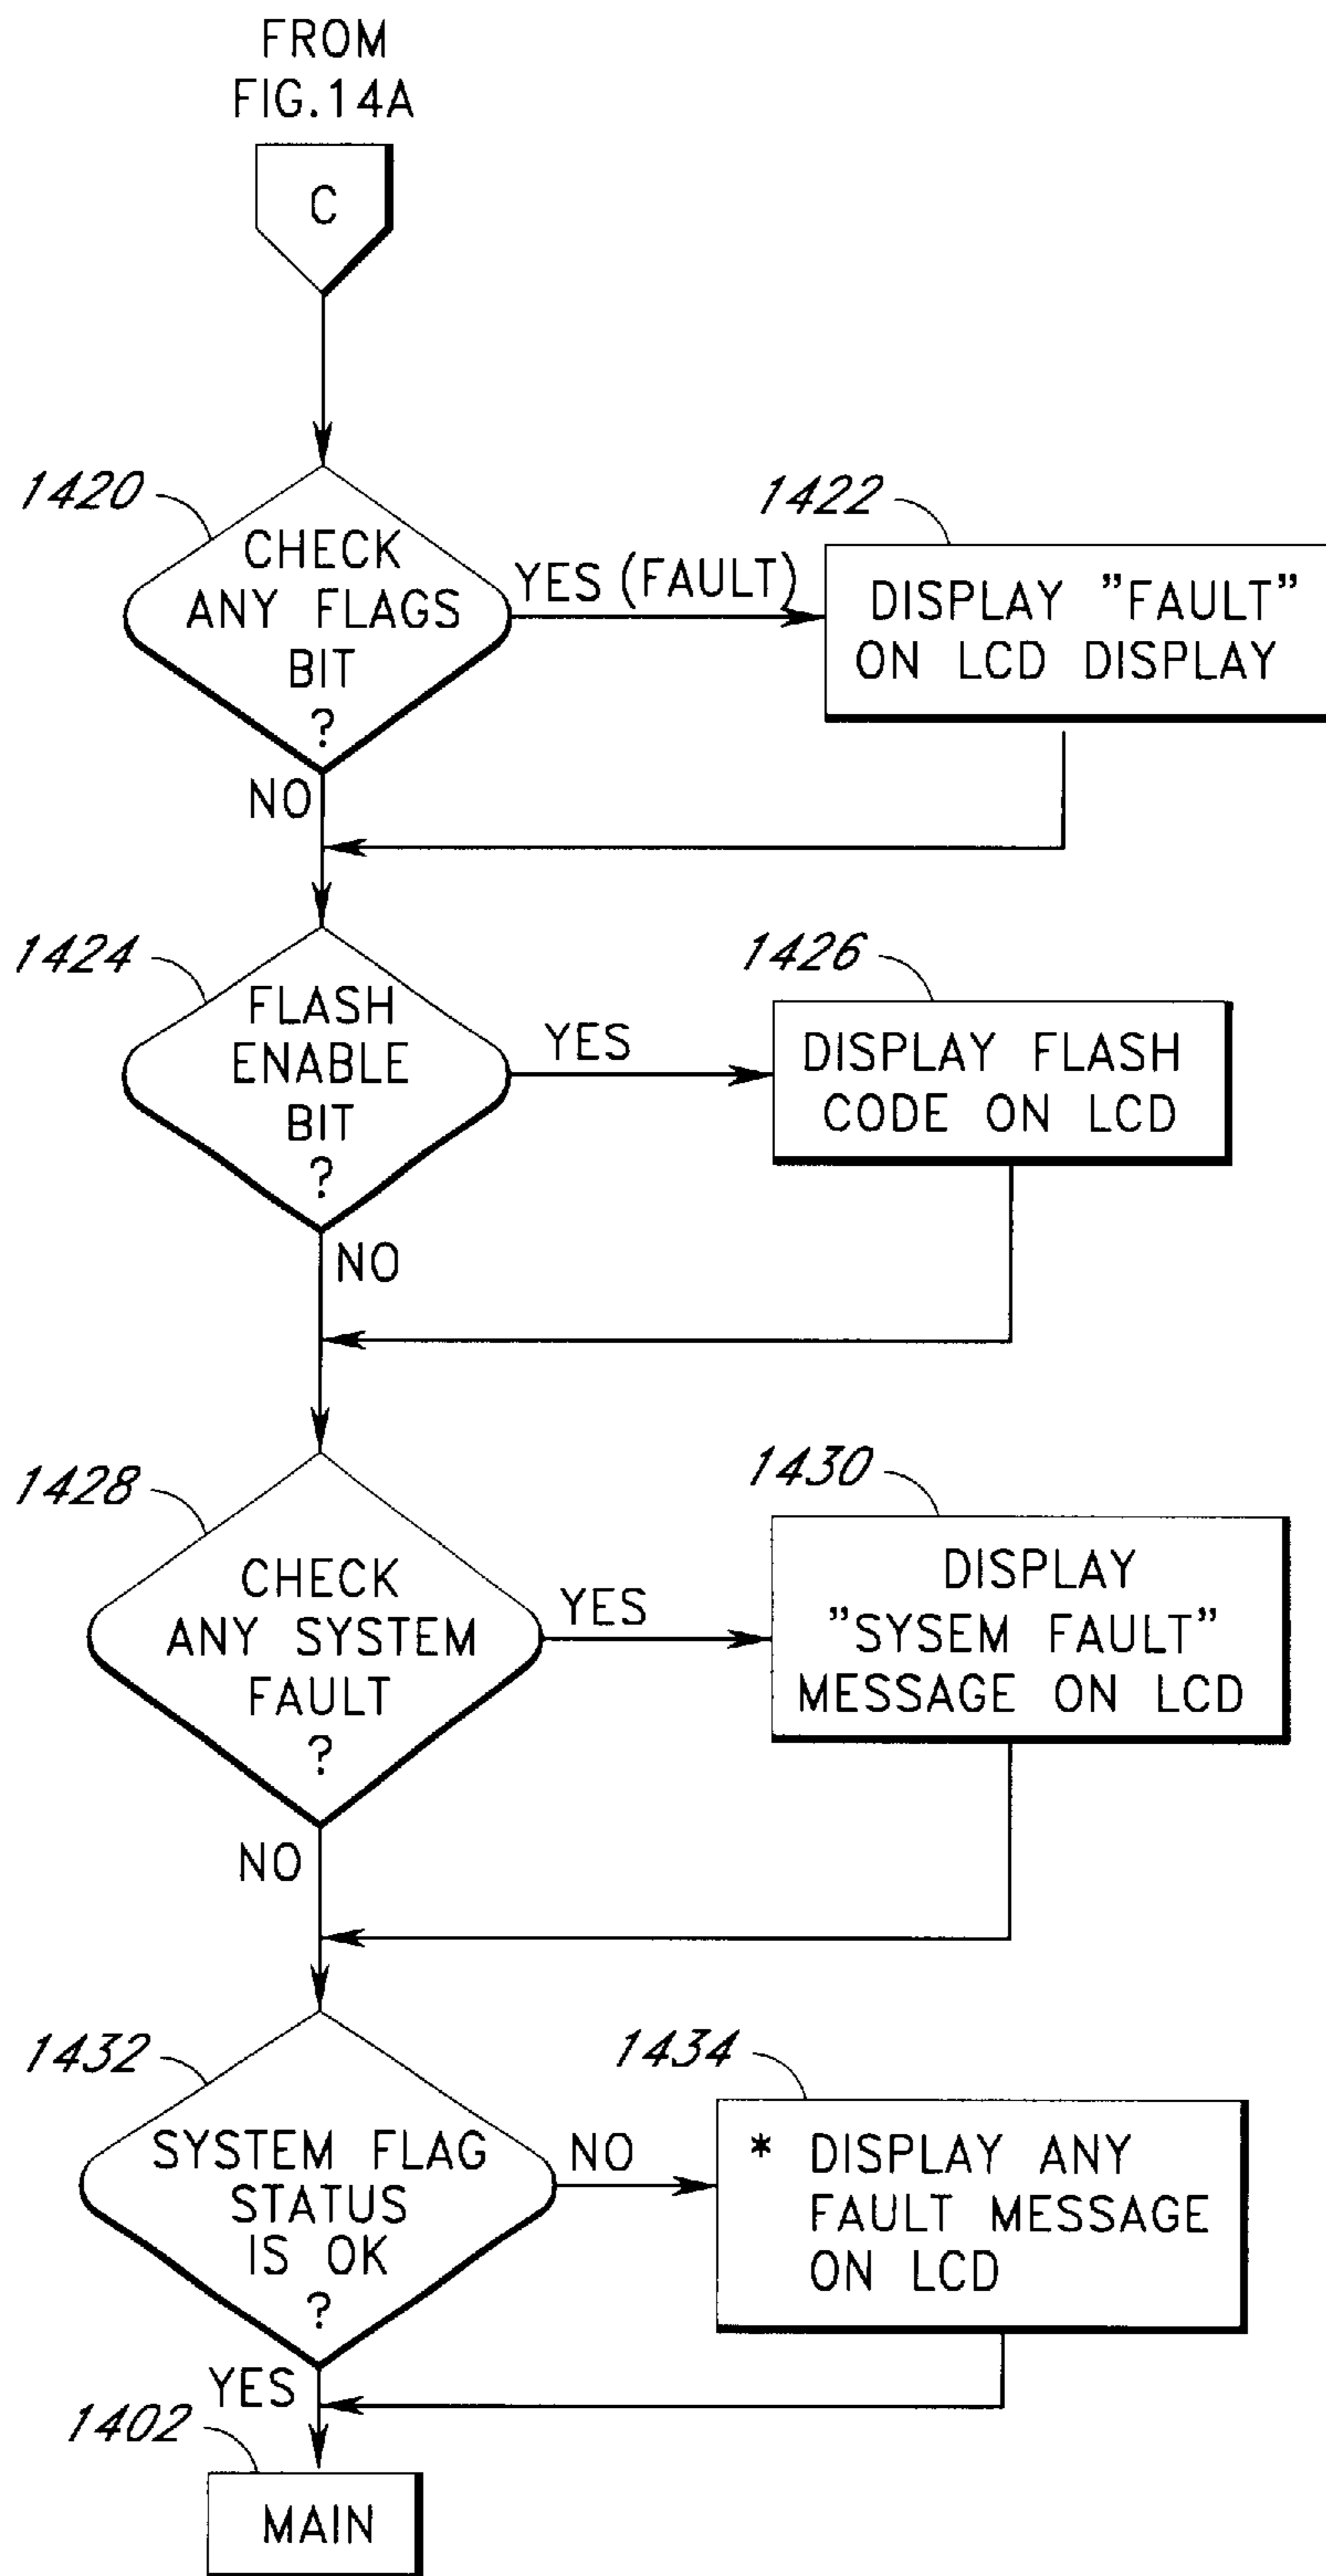 FROM
FIG.14A
C
1420
CHECK
ANY FLAGS
BIT
?
YES (FAULT)
1422
DISPLAY "FAULT"
ON LCD DISPLAY
NO
1424
FLASH
ENABLE
BIT
?
YES
1426
DISPLAY FLASH
CODE ON LCD
NO
1428
CHECK
ANY SYSTEM
FAULT
?
YES
1430
DISPLAY
"SYSEM FAULT"
MESSAGE ON LCD
NO
1432
SYSTEM FLAG
STATUS
IS OK
?
NO
1434
* DISPLAY ANY
FAULT MESSAGE
ON LCD
YES
1402
MAIN